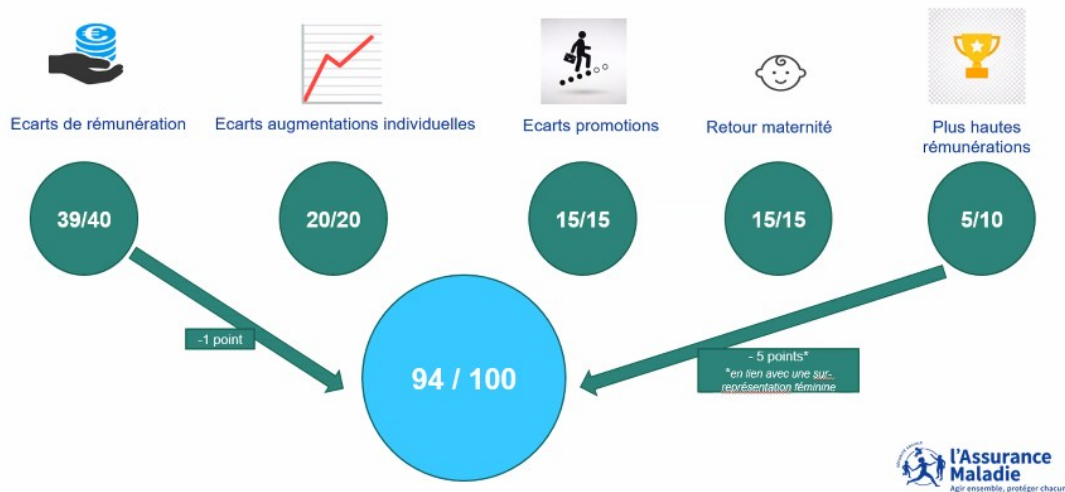 Ecarts de rémunération
Ecarts augmentations individuelles
Ecarts promotions
Retour maternité
Plus hautes
rémunérations
39/40
20/20
15/15
15/15
5/10
-1 point
- 5 points*
*en lien avec une sur-
représentation féminine
94 / 100
l'Assurance
Maladie
Agir ensemble, protéger chacun